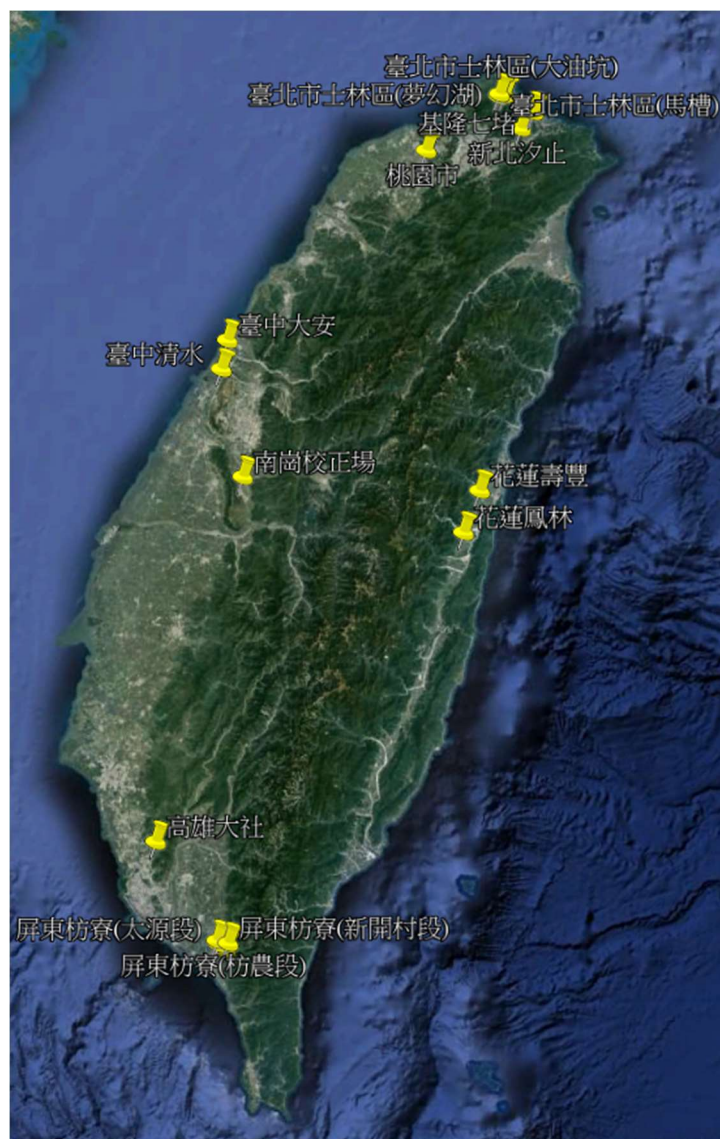 臺北市士林區(大油坑)
臺北市士林區(夢幻湖)
臺北市士林區(馬槽)
基隆七堵
新北汐止
桃園市
臺中大安
臺中清水
南崗校正場
花蓮壽豐
花蓮鳳林
高雄大社
屏東枋寮(太源段)
屏東枋寮(新開村段)
屏東枋寮(枋農段)